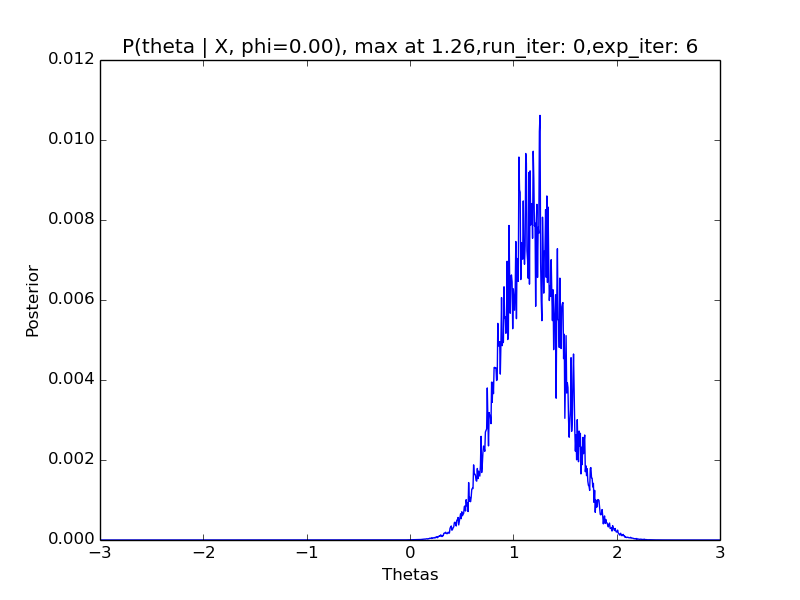 P(theta | X, phi=0.00), max at 1.26,run_iter: 0,exp_iter: 6
0.012
0.010
0.008
0.006
0.004
0.002
0.000
Posterior
−3 −2 −1 0 1 2 3
Thetas